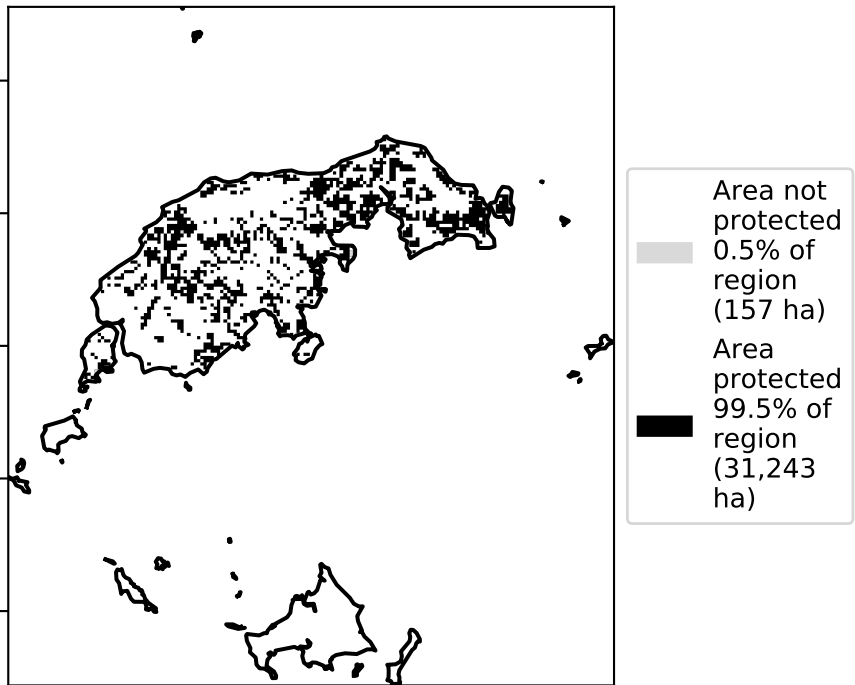 Area not
protected
0.5% of
region
(157 ha)
Area
protected
99.5% of
region
(31,243
ha)